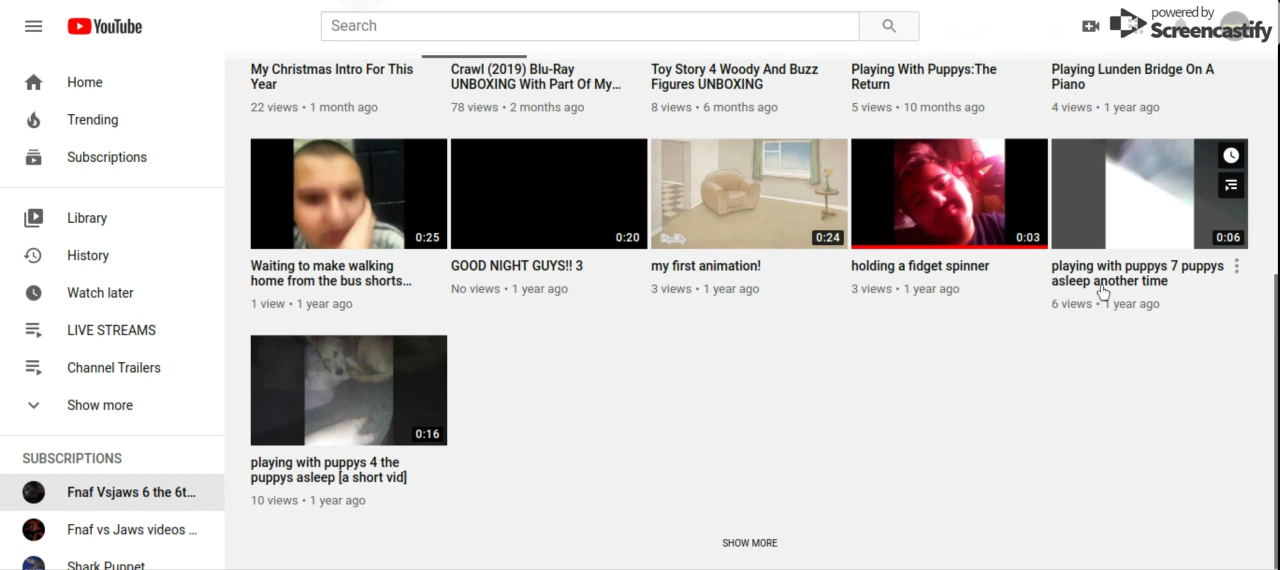 YouTube
Search
powered by
Screencastify
Home
Trending
Subscriptions
Library
History
Watch later
LIVE STREAMS
Channel Trailers
Show more
SUBSCRIPTIONS
Fnaf Vsjaws 6 the 6t...
Fnaf vs Jaws videos ...
Shark Puppet
My Christmas Intro For This
Year
22 views • 1 month ago
Crawl (2019) Blu-Ray
UNBOXING With Part Of My...
78 views • 2 months ago
Toy Story 4 Woody And Buzz
Figures UNBOXING
8 views • 6 months ago
Playing With Puppys:The
Return
5 views • 10 months ago
Playing Lunden Bridge On A
Piano
4 views • 1 year ago
0:25
Waiting to make walking
home from the bus shorts...
1 view • 1 year ago
0:20
GOOD NIGHT GUYS!! 3
No views • 1 year ago
0:24
my first animation!
3 views • 1 year ago
0:03
holding a fidget spinner
3 views • 1 year ago
0:06
playing with puppys 7 puppys
asleep another time
6 views • 1 year ago
0:16
playing with puppys 4 the
puppys asleep [a short vid]
10 views • 1 year ago
SHOW MORE